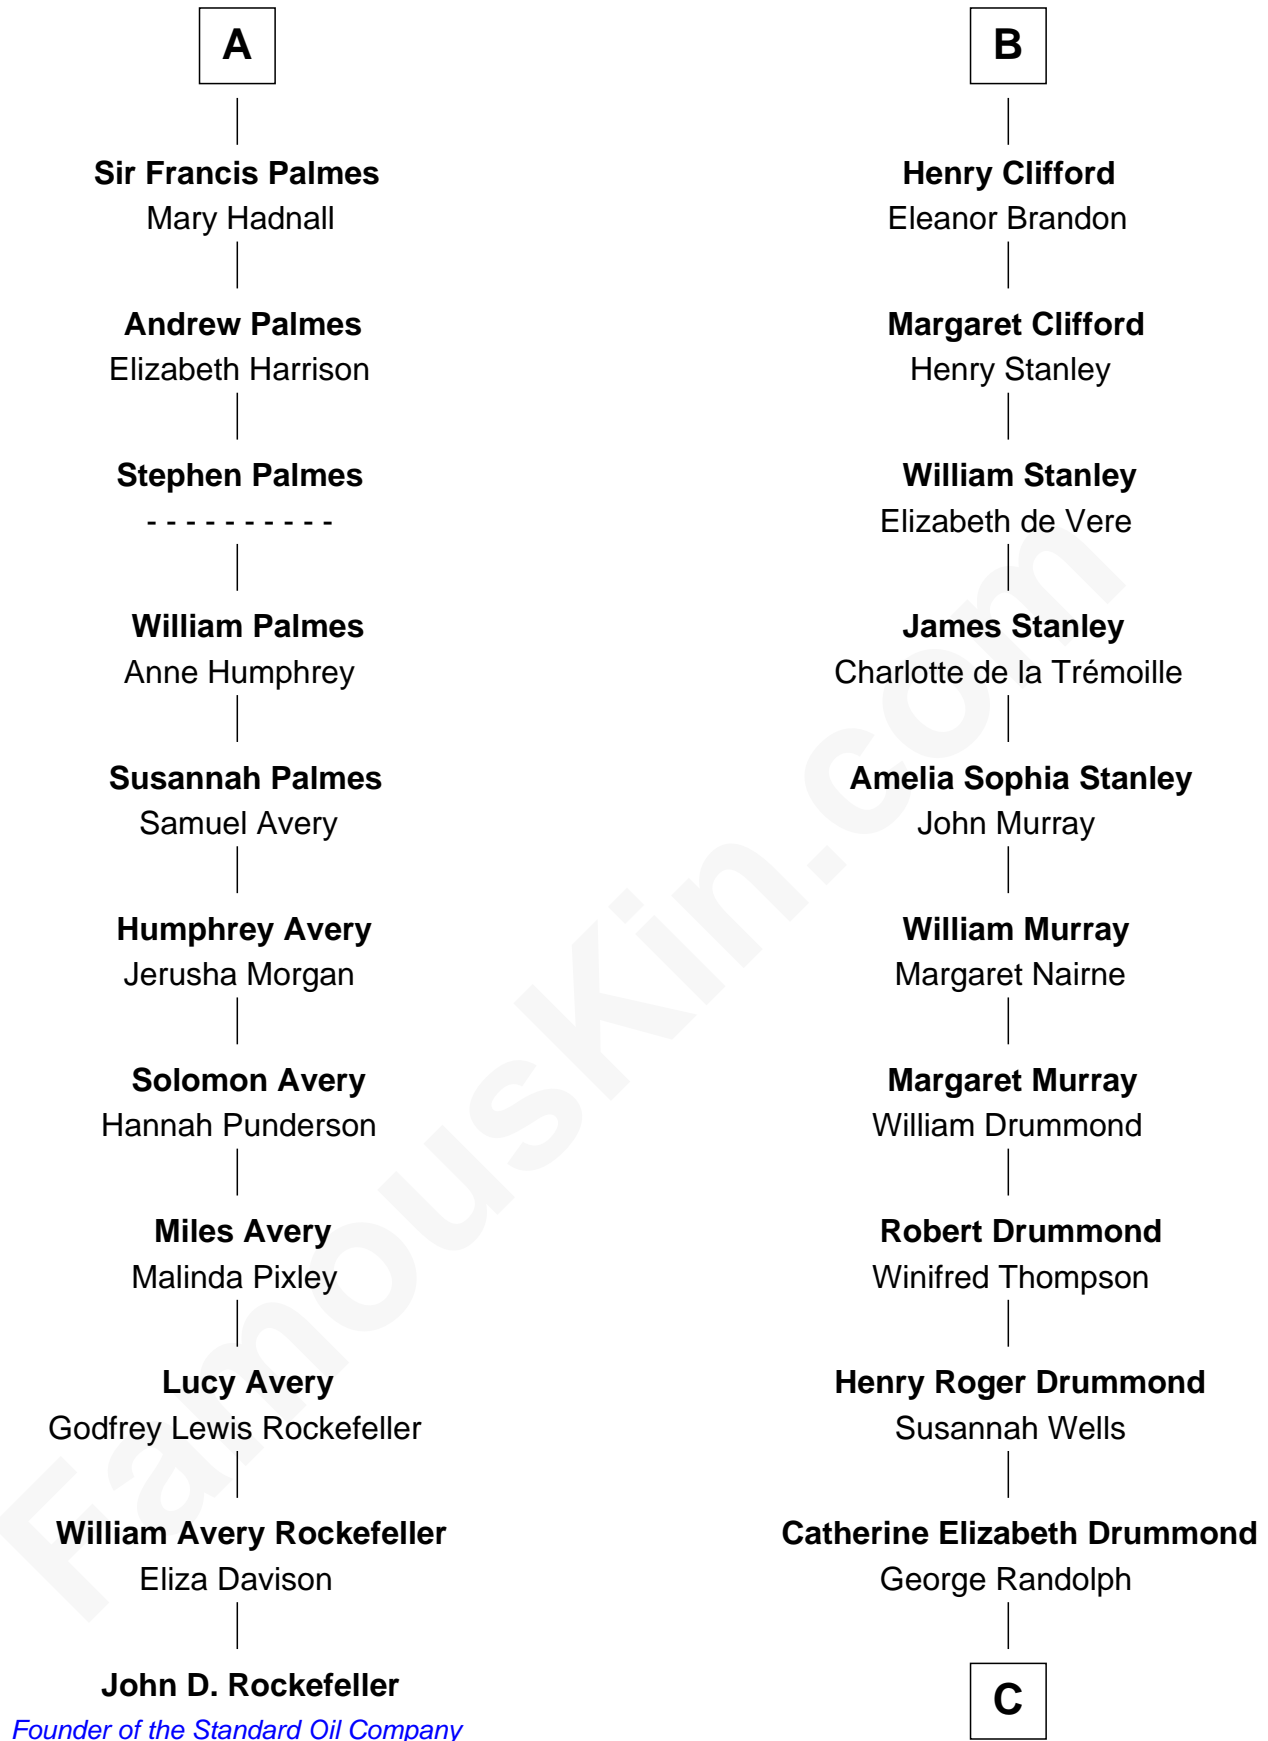 A
Sir Francis Palmes
Mary Hadnall
Andrew Palmes
Elizabeth Harrison
Stephen Palmes
- - - - - - - - - -
William Palmes
Anne Humphrey
Susannah Palmes
Samuel Avery
Humphrey Avery
Jerusha Morgan
Solomon Avery
Hannah Punderson
Miles Avery
Malinda Pixley
Lucy Avery
Godfrey Lewis Rockefeller
William Avery Rockefeller
Eliza Davison
John D. Rockefeller
Founder of the Standard Oil Company
B
Henry Clifford
Eleanor Brandon
Margaret Clifford
Henry Stanley
William Stanley
Elizabeth de Vere
James Stanley
Charlotte de la Trémoille
Amelia Sophia Stanley
John Murray
William Murray
Margaret Nairne
Margaret Murray
William Drummond
Robert Drummond
Winifred Thompson
Henry Roger Drummond
Susannah Wells
Catherine Elizabeth Drummond
George Randolph
C
FamousKin.com